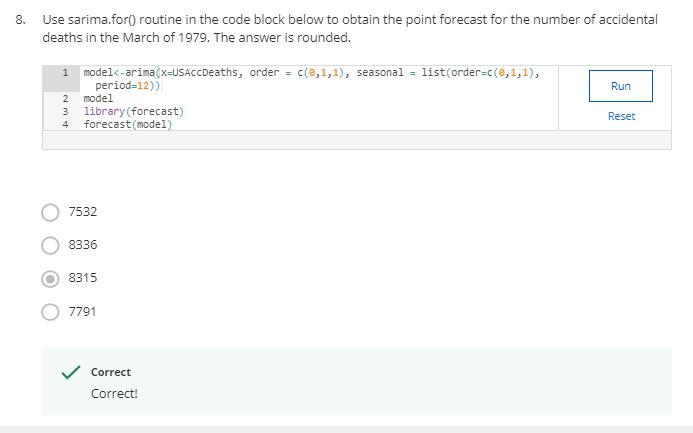 8. Use sarima.for() routine in the code block below to obtain the point forecast for the number of accidental
deaths in the March of 1979. The answer is rounded.
1 model<-arima(x=USAccDeaths, order = c(0,1,1), seasonal = list(order=c(0,1,1),
period=12))
2 model
3 library(forecast)
4 forecast(model)
Run
Reset
7532
8336
8315
7791
Correct
Correct!